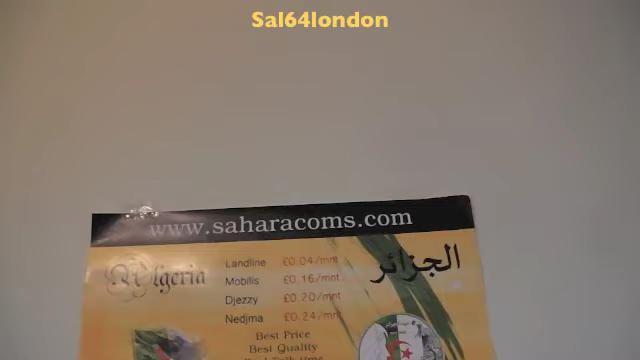 Sal64london
www.saharacoms.com
Algeria
الجزائر
Landline £0.04/mnt
Mobilis £0.16/mnt
Djezzy £0.20/mnt
Nedjma £0.24/mnt
Best Price
Best Quality